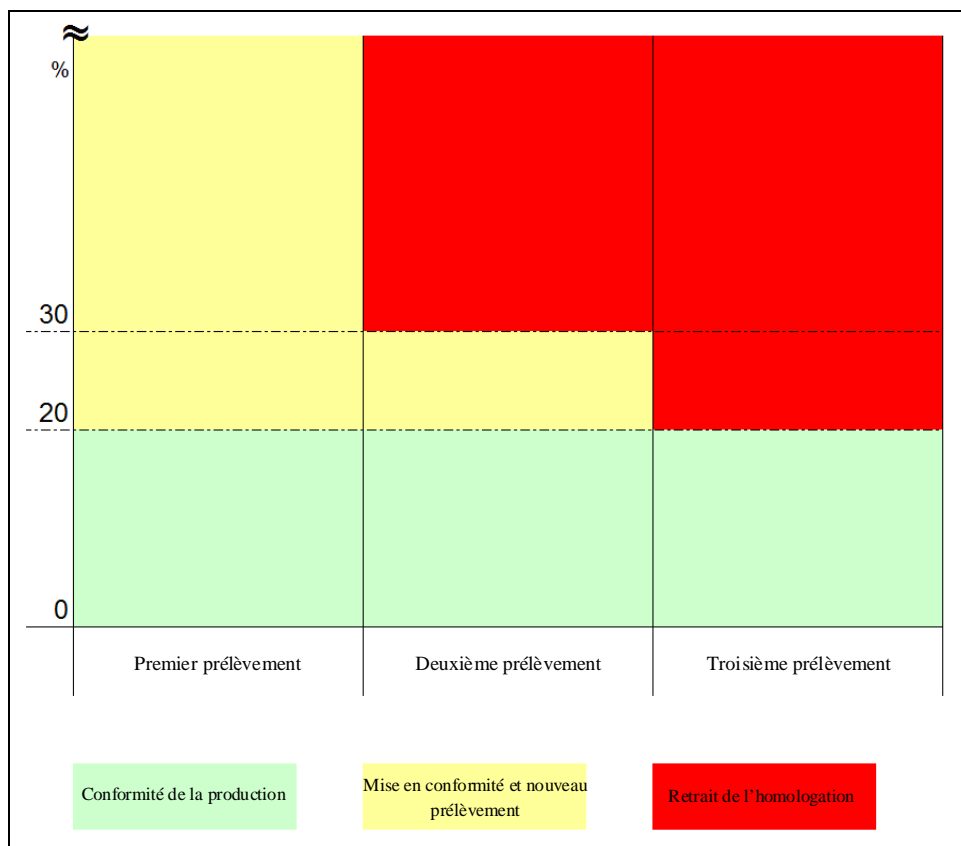 ≈
%
30
20
0
Premier prélèvement
Deuxième prélèvement
Troisième prélèvement
Conformité de la production
Mise en conformité et nouveau
prélèvement
Retrait de l’homologation